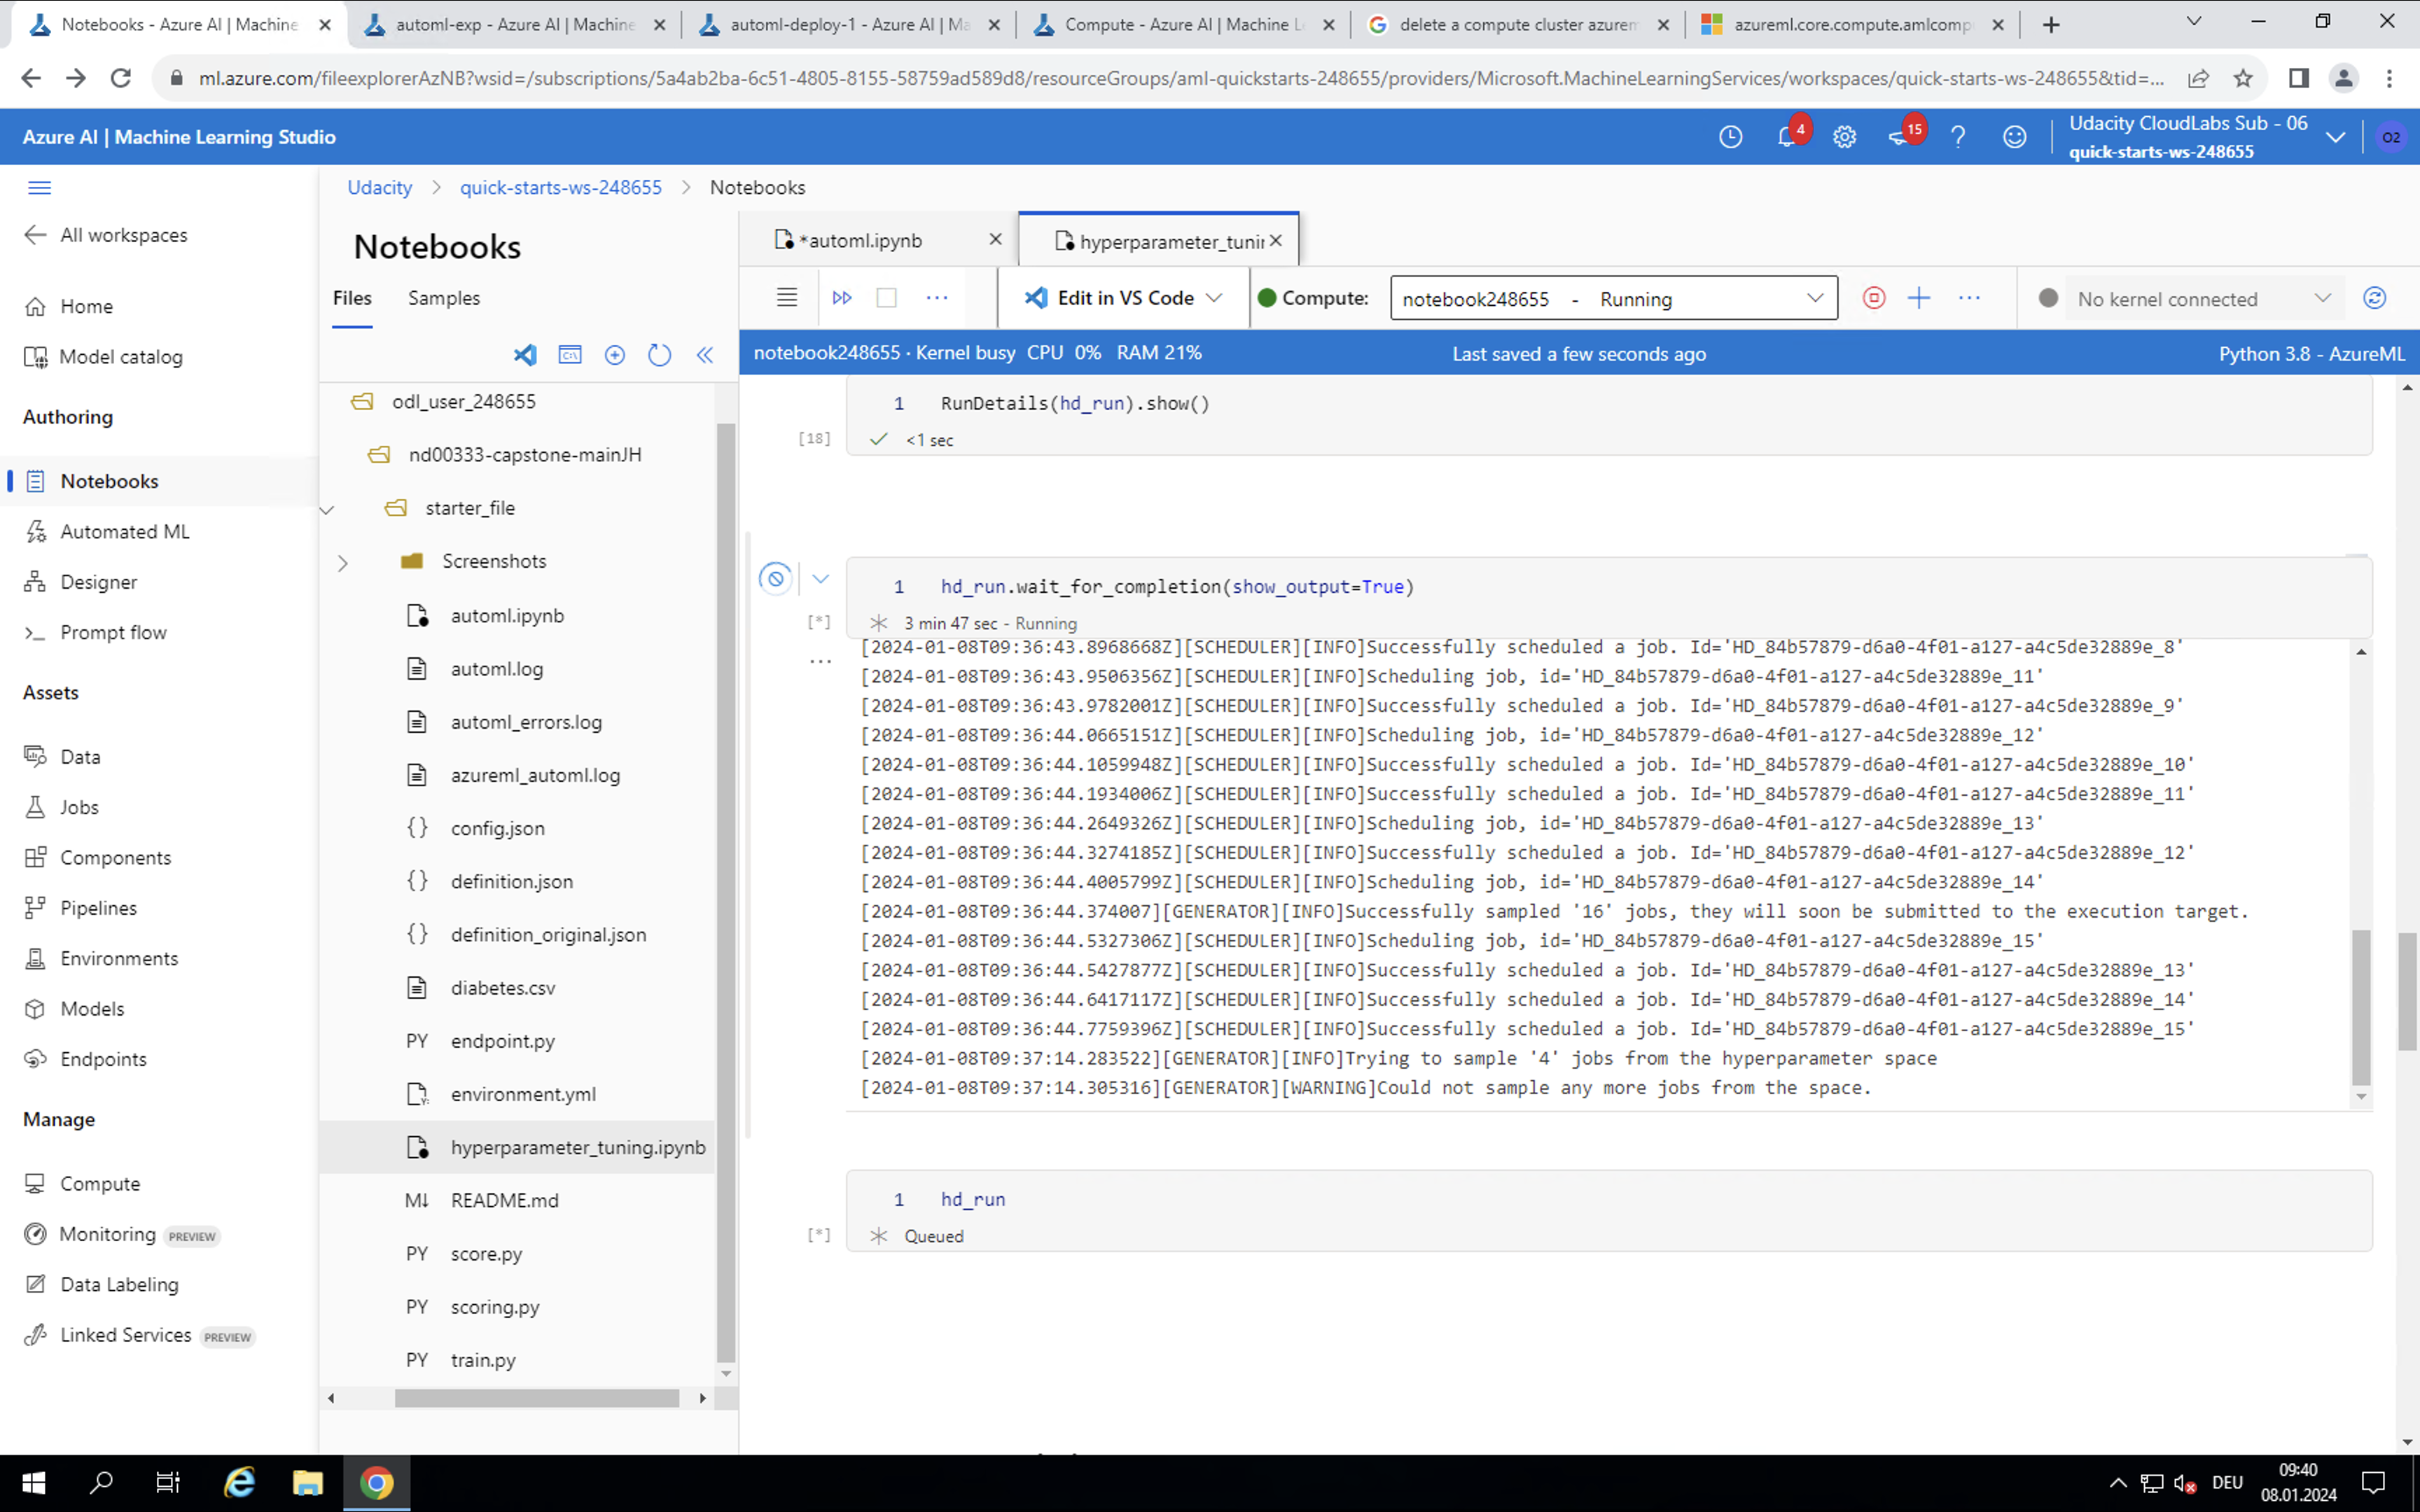 Notebooks - Azure AI | Machine
automl-exp - Azure AI | Machine
automl-deploy-1 - Azure AI | Ma
Compute - Azure AI | Machine Le
delete a compute cluster azurem
azureml.core.compute.amlcomp
ml.azure.com/fileexplorerAzNB?wsid=/subscriptions/5a4ab2ba-6c51-4805-8155-58759ad589d8/resourceGroups/aml-quickstarts-248655/providers/Microsoft.MachineLearningServices/workspaces/quick-starts-ws-248655&tid=...
Azure AI | Machine Learning Studio
4
15
Udacity CloudLabs Sub - 06
quick-starts-ws-248655
O2
All workspaces
Home
Model catalog
Authoring
Notebooks
Automated ML
Designer
Prompt flow
Assets
Data
Jobs
Components
Pipelines
Environments
Models
Endpoints
Manage
Compute
Monitoring PREVIEW
Data Labeling
Linked Services PREVIEW
Udacity > quick-starts-ws-248655 > Notebooks
Notebooks
Files Samples
odl_user_248655
nd00333-capstone-mainJH
starter_file
Screenshots
automl.ipynb
automl.log
automl_errors.log
azureml_automl.log
{} config.json
{} definition.json
{} definition_original.json
diabetes.csv
PY endpoint.py
environment.yml
hyperparameter_tuning.ipynb
M↓ README.md
PY score.py
PY scoring.py
PY train.py
*automl.ipynb
hyperparameter_tunin
Edit in VS Code
Compute: notebook248655 - Running
No kernel connected
notebook248655 · Kernel busy CPU 0% RAM 21%
Last saved a few seconds ago
Python 3.8 - AzureML
1 RunDetails(hd_run).show()
[18] <1 sec
1 hd_run.wait_for_completion(show_output=True)
[*] 3 min 47 sec - Running
[2024-01-08T09:36:43.8968668Z][SCHEDULER][INFO]Successfully scheduled a job. Id='HD_84b57879-d6a0-4f01-a127-a4c5de32889e_8'
[2024-01-08T09:36:43.9506356Z][SCHEDULER][INFO]Scheduling job, id='HD_84b57879-d6a0-4f01-a127-a4c5de32889e_11'
[2024-01-08T09:36:43.9782001Z][SCHEDULER][INFO]Successfully scheduled a job. Id='HD_84b57879-d6a0-4f01-a127-a4c5de32889e_9'
[2024-01-08T09:36:44.0665151Z][SCHEDULER][INFO]Scheduling job, id='HD_84b57879-d6a0-4f01-a127-a4c5de32889e_12'
[2024-01-08T09:36:44.1059948Z][SCHEDULER][INFO]Successfully scheduled a job. Id='HD_84b57879-d6a0-4f01-a127-a4c5de32889e_10'
[2024-01-08T09:36:44.1934006Z][SCHEDULER][INFO]Successfully scheduled a job. Id='HD_84b57879-d6a0-4f01-a127-a4c5de32889e_11'
[2024-01-08T09:36:44.2649326Z][SCHEDULER][INFO]Scheduling job, id='HD_84b57879-d6a0-4f01-a127-a4c5de32889e_13'
[2024-01-08T09:36:44.3274185Z][SCHEDULER][INFO]Successfully scheduled a job. Id='HD_84b57879-d6a0-4f01-a127-a4c5de32889e_12'
[2024-01-08T09:36:44.4005799Z][SCHEDULER][INFO]Scheduling job, id='HD_84b57879-d6a0-4f01-a127-a4c5de32889e_14'
[2024-01-08T09:36:44.374007][GENERATOR][INFO]Successfully sampled '16' jobs, they will soon be submitted to the execution target.
[2024-01-08T09:36:44.5327306Z][SCHEDULER][INFO]Scheduling job, id='HD_84b57879-d6a0-4f01-a127-a4c5de32889e_15'
[2024-01-08T09:36:44.5427877Z][SCHEDULER][INFO]Successfully scheduled a job. Id='HD_84b57879-d6a0-4f01-a127-a4c5de32889e_13'
[2024-01-08T09:36:44.6417117Z][SCHEDULER][INFO]Successfully scheduled a job. Id='HD_84b57879-d6a0-4f01-a127-a4c5de32889e_14'
[2024-01-08T09:36:44.7759396Z][SCHEDULER][INFO]Successfully scheduled a job. Id='HD_84b57879-d6a0-4f01-a127-a4c5de32889e_15'
[2024-01-08T09:37:14.283522][GENERATOR][INFO]Trying to sample '4' jobs from the hyperparameter space
[2024-01-08T09:37:14.305316][GENERATOR][WARNING]Could not sample any more jobs from the space.
1 hd_run
[*] Queued
DEU
09:40
08.01.2024